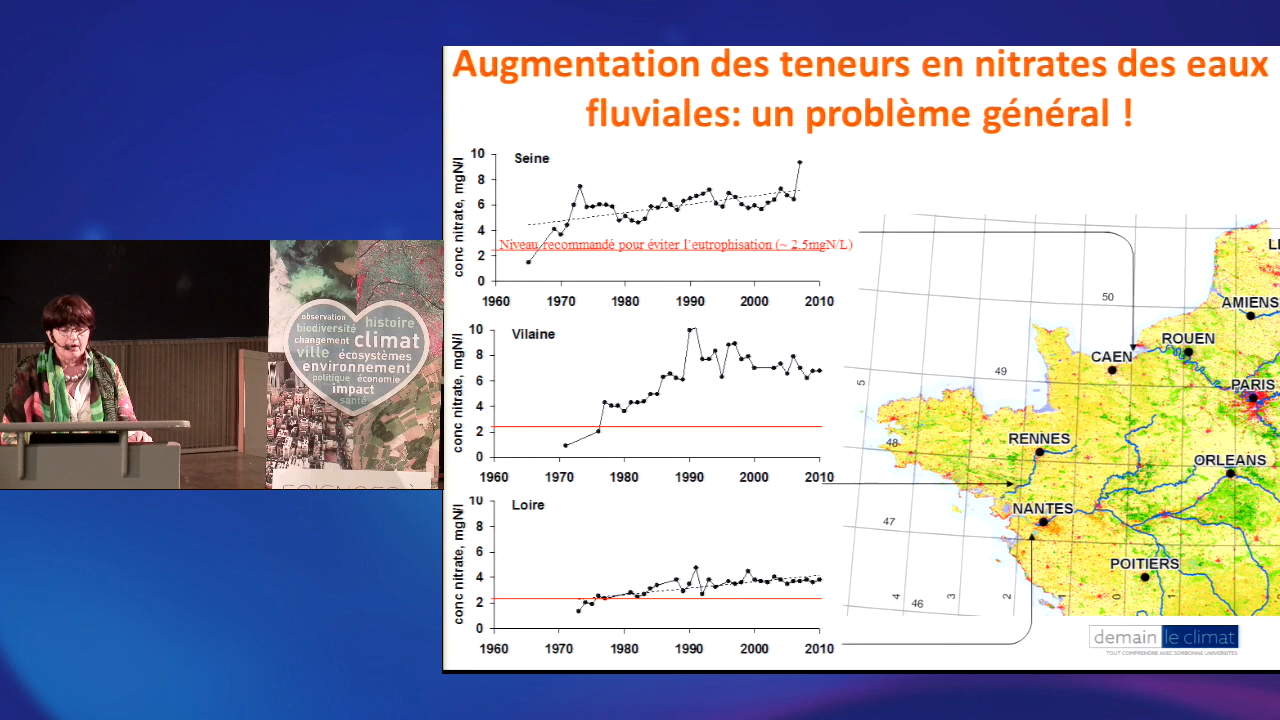 Augmentation des teneurs en nitrates des eaux
fluviales: un problème général !
conc nitrate, mgN/l
10
8
6
4
2
0
Seine
Niveau recommandé pour éviter l'eutrophisation (~ 2.5mgN/L)
1960
1970
1980
1990
2000
2010
conc nitrate, mgN/l
10
8
6
4
2
0
Vilaine
1960
1970
1980
1990
2000
2010
conc nitrate, mgN/l
10
8
6
4
2
0
Loire
1960
1970
1980
1990
2000
2010
50
49
48
47
46
5
4
3
2
1
0
1
AMIENS
ROUEN
CAEN
PARIS
RENNES
ORLEANS
NANTES
POITIERS
demain le climat
TOUT COMPRENDRE AVEC SORBONNE UNIVERSITÉS
observation
biodiversité histoire
changement climat
ville écosystèmes
environnement
politique économie
impact
santé